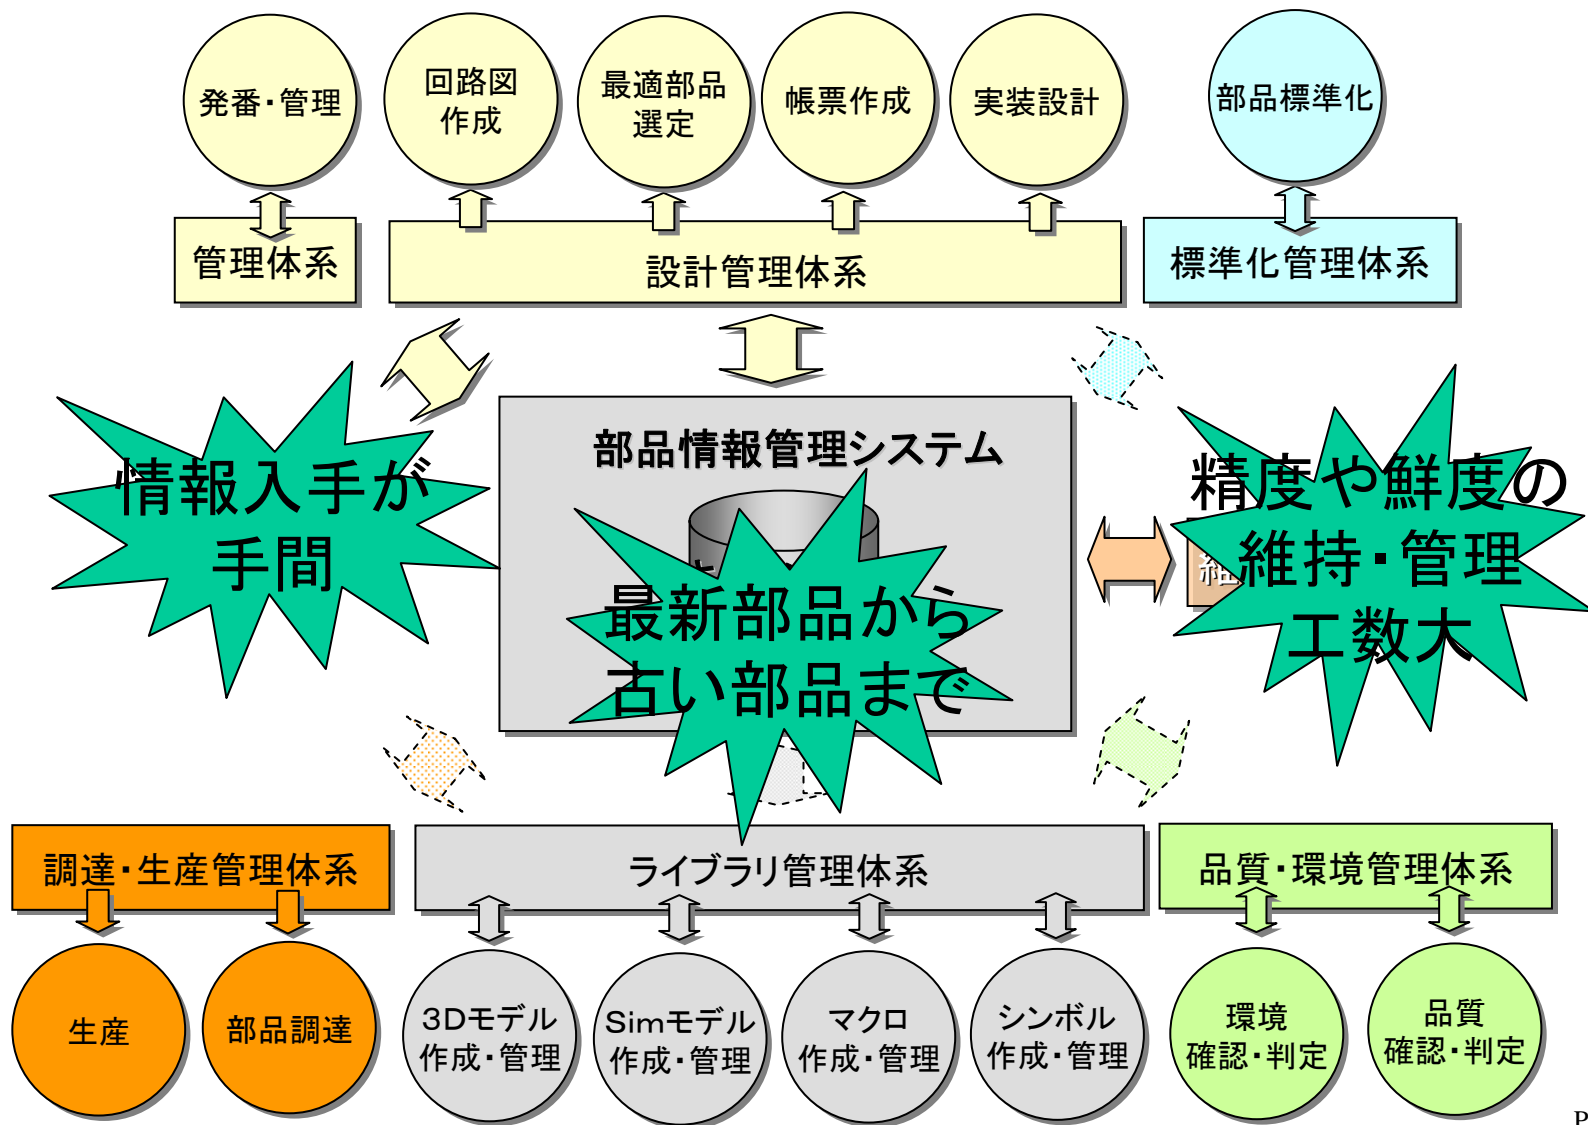 発番・管理
回路図
作成
最適部品
選定
帳票作成
実装設計
部品標準化
管理体系
設計管理体系
標準化管理体系
部品情報管理システム
情報入手が
手間
最新部品から
古い部品まで
精度や鮮度の
維持・管理
工数大
調達・生産管理体系
ライブラリ管理体系
品質・環境管理体系
生産
部品調達
3Dモデル
作成・管理
Simモデル
作成・管理
マクロ
作成・管理
シンボル
作成・管理
環境
確認・判定
品質
確認・判定
P